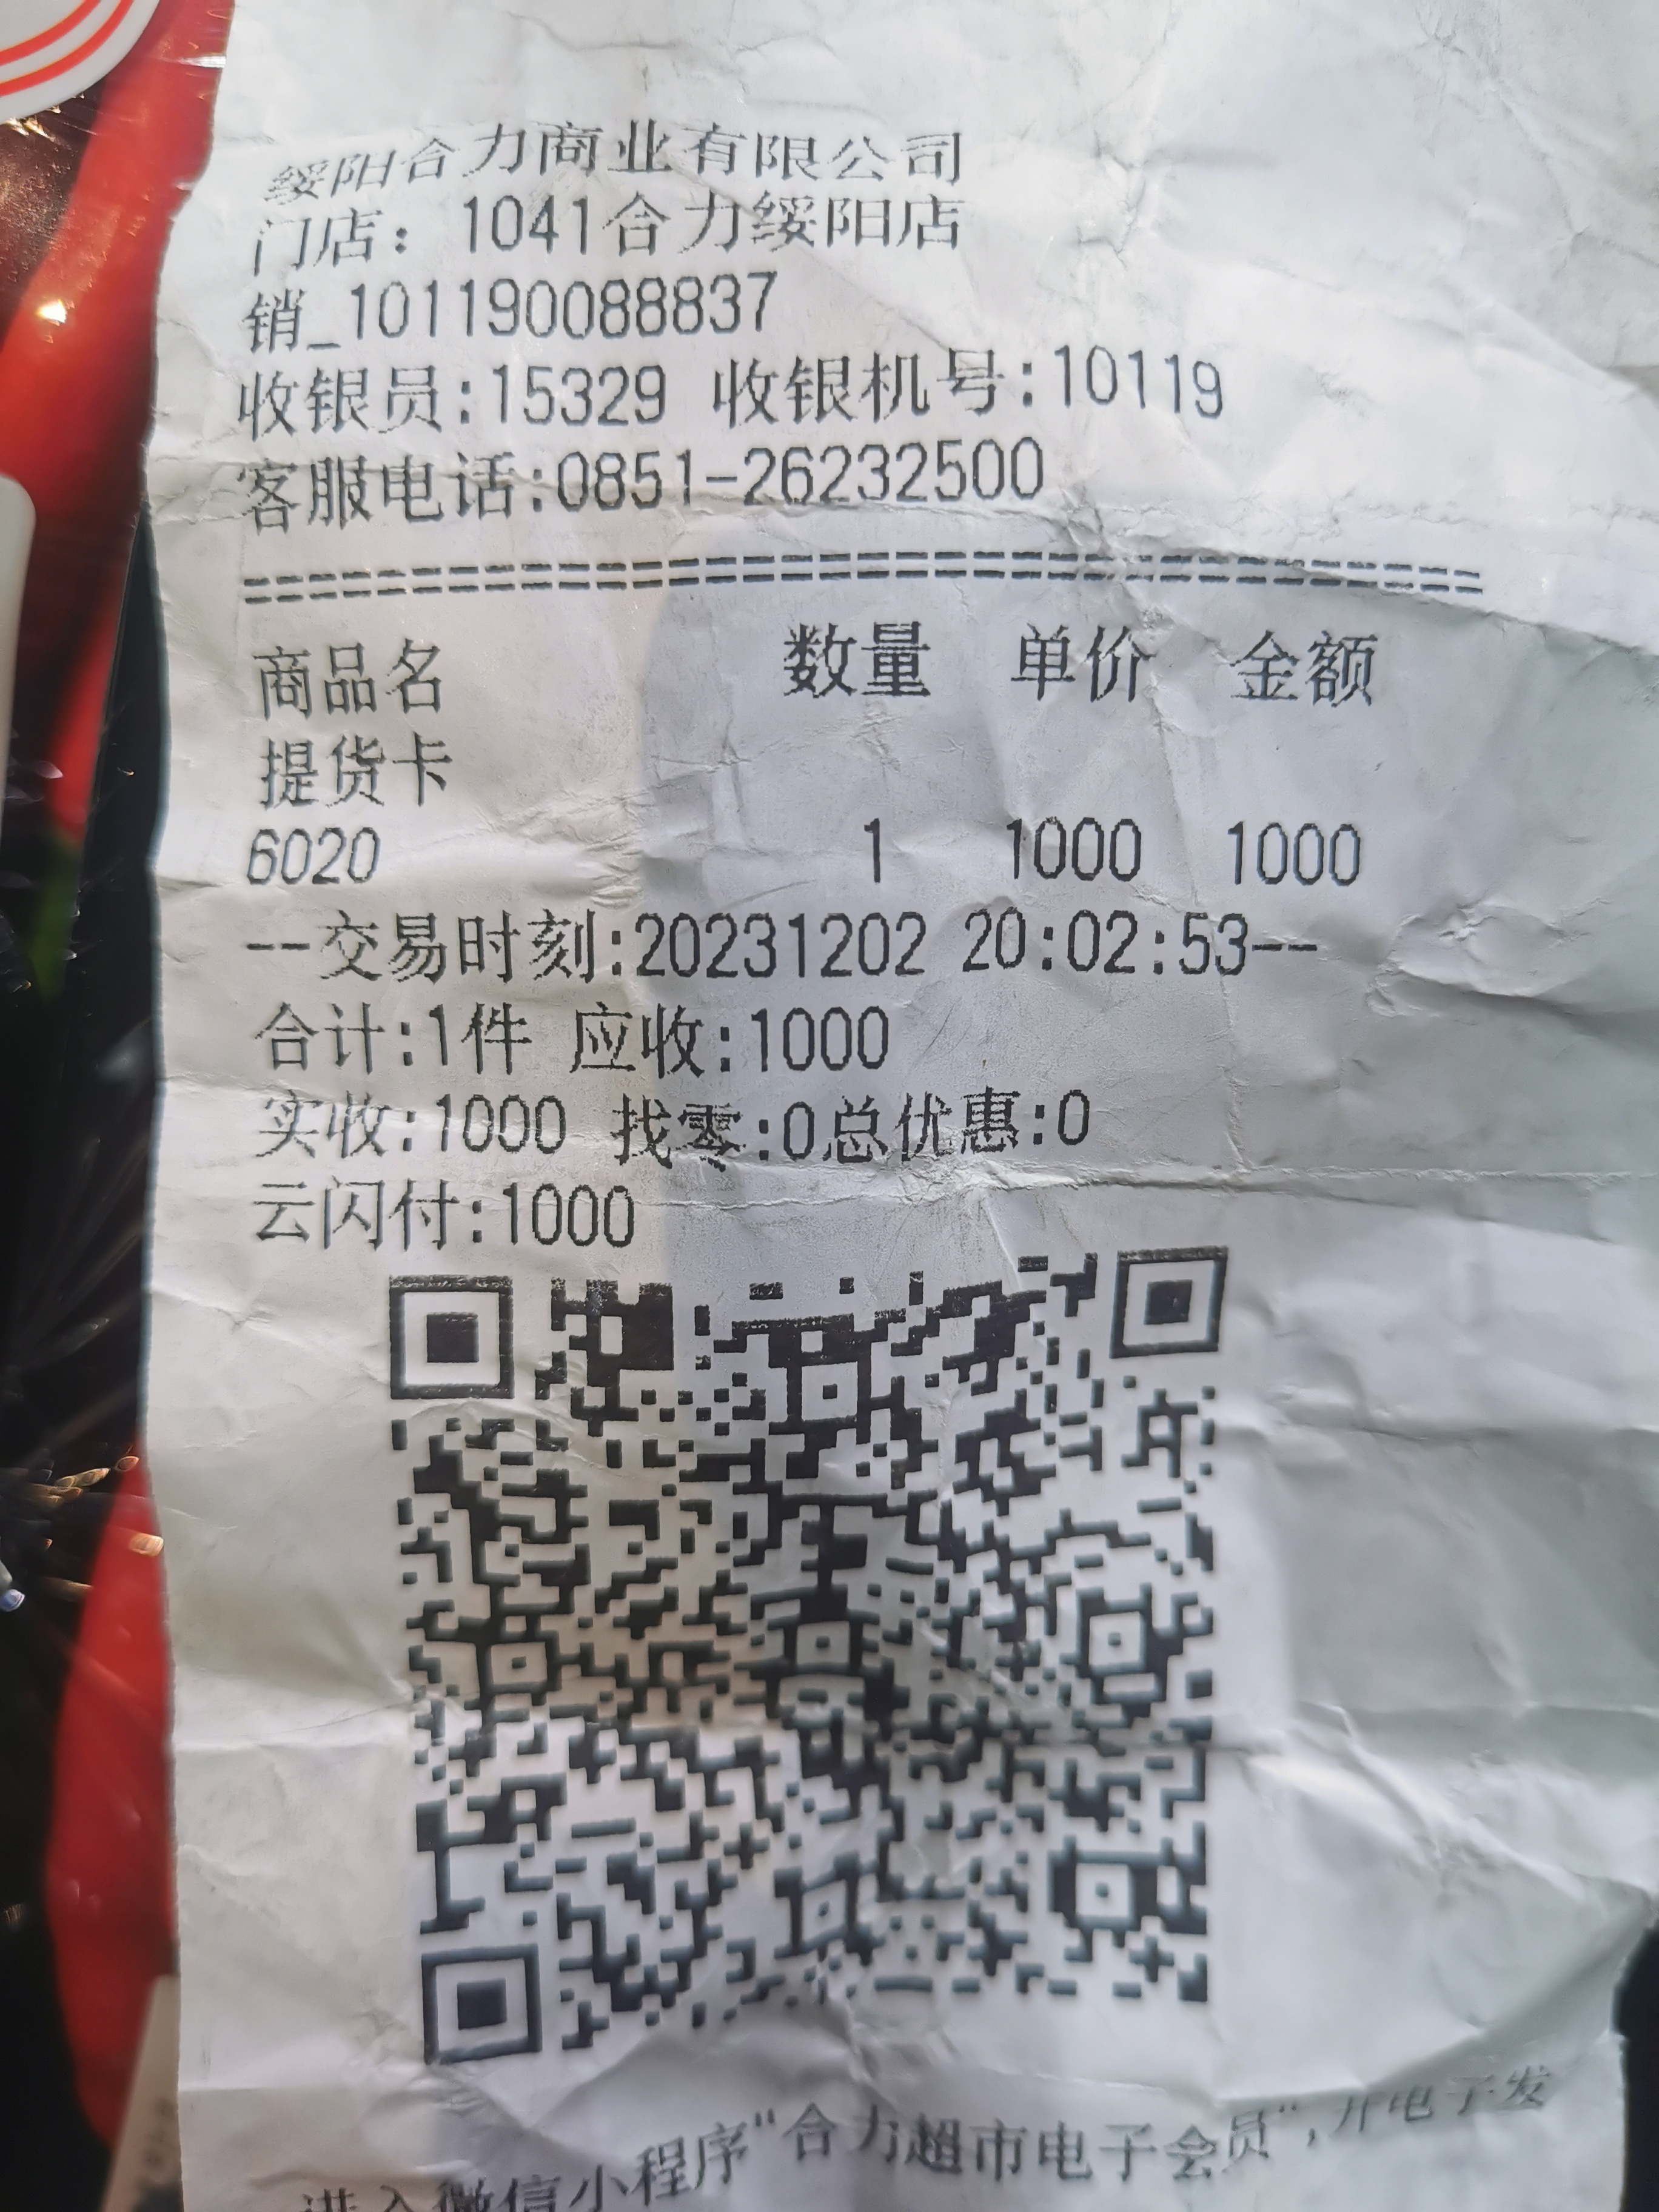 绥阳合力商业有限公司
门店：1041合力绥阳店
销_101190088837
收银员:15329 收银机号:10119
客服电话:0851-26232500
===================================
商品名 数量 单价 金额
提货卡
6020 1 1000 1000
--交易时刻:20231202 20:02:53--
合计:1件 应收:1000
实收:1000 找零:0总优惠:0
云闪付:1000
进入微信小程序"合力超市电子会员",开电子发